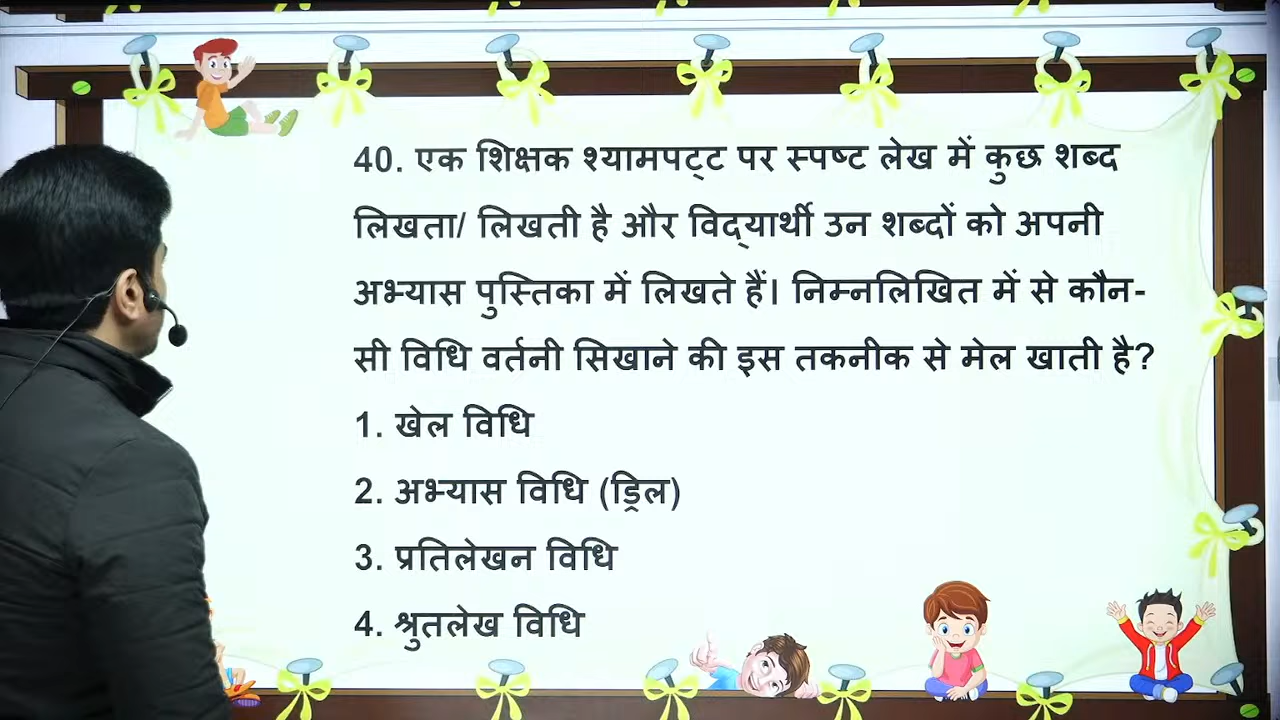 40. एक शिक्षक श्यामपट्ट पर स्पष्ट लेख में कुछ शब्द
लिखता/ लिखती है और विद्यार्थी उन शब्दों को अपनी
अभ्यास पुस्तिका में लिखते हैं। निम्नलिखित में से कौन-
सी विधि वर्तनी सिखाने की इस तकनीक से मेल खाती है?
1. खेल विधि
2. अभ्यास विधि (ड्रिल)
3. प्रतिलेखन विधि
4. श्रुतलेख विधि